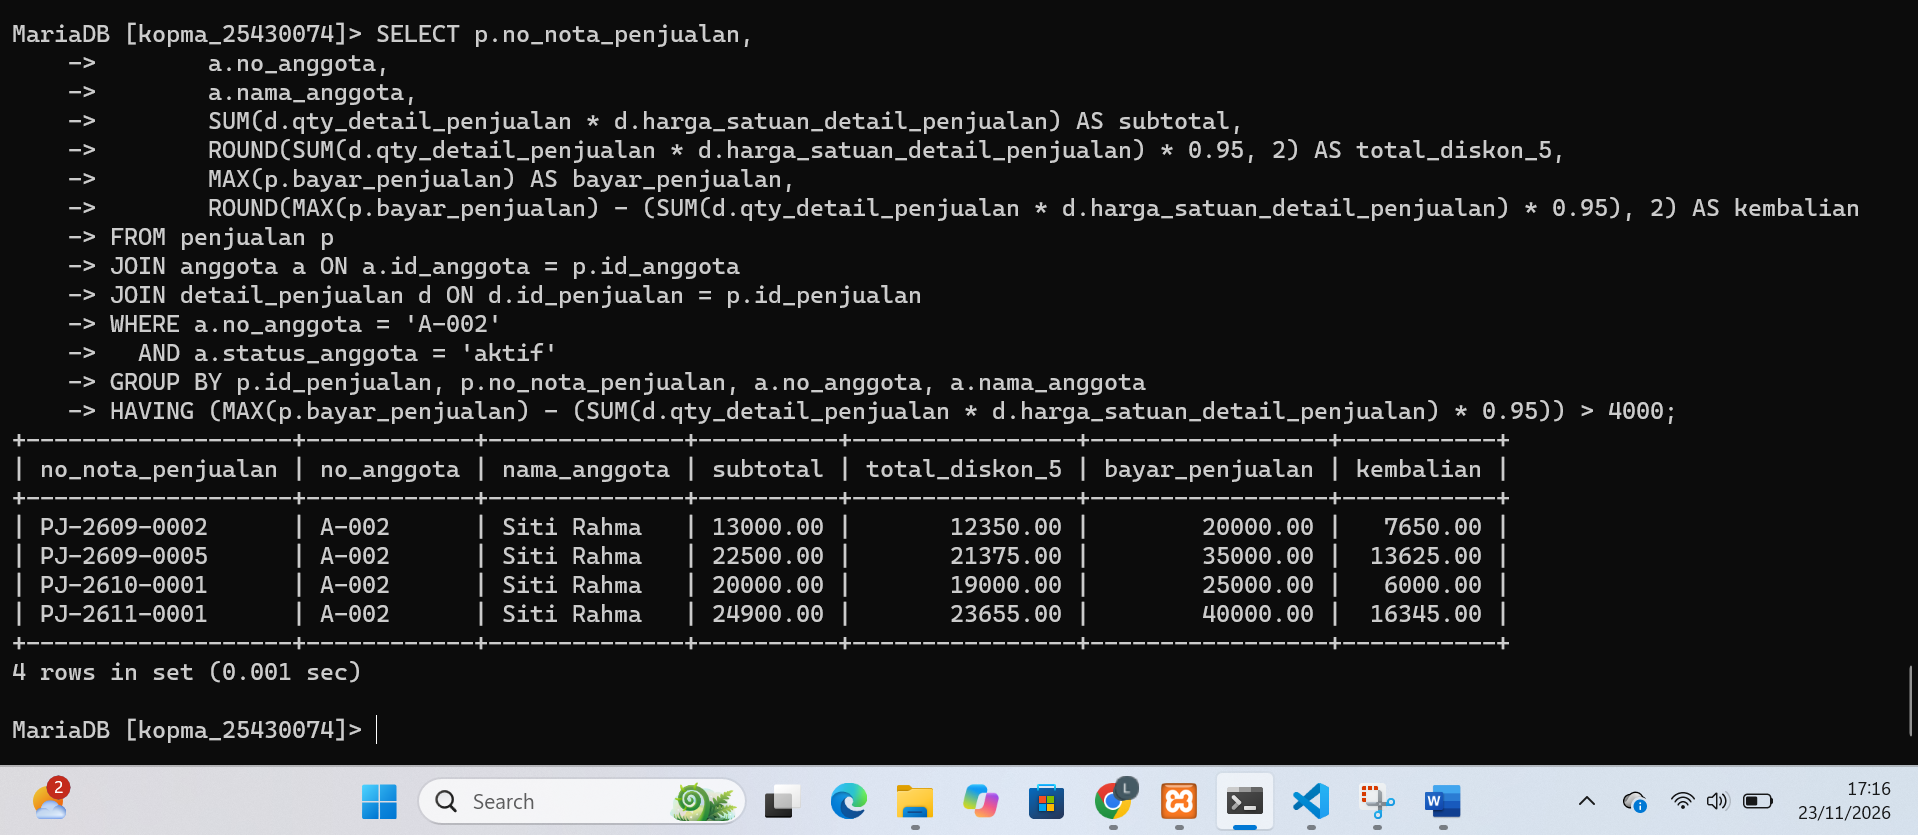 MariaDB [kopma_25430074]> SELECT p.no_nota_penjualan,
    ->        a.no_anggota,
    ->        a.nama_anggota,
    ->        SUM(d.qty_detail_penjualan * d.harga_satuan_detail_penjualan) AS subtotal,
    ->        ROUND(SUM(d.qty_detail_penjualan * d.harga_satuan_detail_penjualan) * 0.95, 2) AS total_diskon_5,
    ->        MAX(p.bayar_penjualan) AS bayar_penjualan,
    ->        ROUND(MAX(p.bayar_penjualan) - (SUM(d.qty_detail_penjualan * d.harga_satuan_detail_penjualan) * 0.95), 2) AS kembalian
    -> FROM penjualan p
    -> JOIN anggota a ON a.id_anggota = p.id_anggota
    -> JOIN detail_penjualan d ON d.id_penjualan = p.id_penjualan
    -> WHERE a.no_anggota = 'A-002'
    ->   AND a.status_anggota = 'aktif'
    -> GROUP BY p.id_penjualan, p.no_nota_penjualan, a.no_anggota, a.nama_anggota
    -> HAVING (MAX(p.bayar_penjualan) - (SUM(d.qty_detail_penjualan * d.harga_satuan_detail_penjualan) * 0.95)) > 4000;
+-------------------+------------+---------------+----------+----------------+-----------------+-----------+
| no_nota_penjualan | no_anggota | nama_anggota | subtotal | total_diskon_5 | bayar_penjualan | kembalian |
+-------------------+------------+---------------+----------+----------------+-----------------+-----------+
| PJ-2609-0002      | A-002      | Siti Rahma   | 13000.00 |       12350.00 |        20000.00 |   7650.00 |
| PJ-2609-0005      | A-002      | Siti Rahma   | 22500.00 |       21375.00 |        35000.00 |  13625.00 |
| PJ-2610-0001      | A-002      | Siti Rahma   | 20000.00 |       19000.00 |        25000.00 |   6000.00 |
| PJ-2611-0001      | A-002      | Siti Rahma   | 24900.00 |       23655.00 |        40000.00 |  16345.00 |
+-------------------+------------+---------------+----------+----------------+-----------------+-----------+
4 rows in set (0.001 sec)
MariaDB [kopma_25430074]>
2
Search
L
W
17:16
23/11/2026